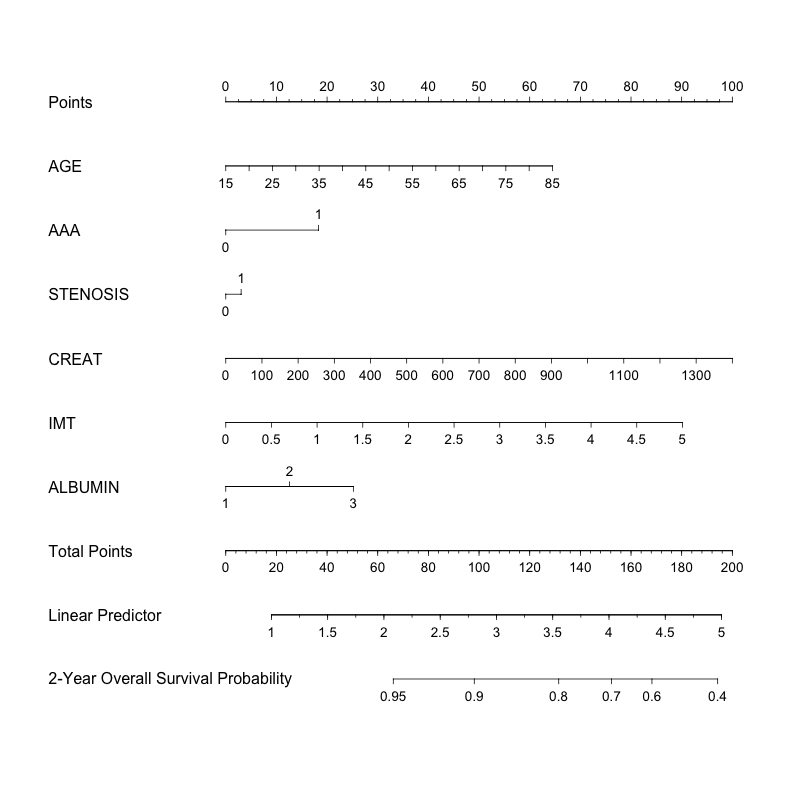 0 10 20 30 40 50 60 70 80 90 100
Points
AGE
15 25 35 45 55 65 75 85
1
AAA
0
1
STENOSIS
0
CREAT
0 100 200 300 400 500 600 700 800 900 1100 1300
IMT
0 0.5 1 1.5 2 2.5 3 3.5 4 4.5 5
2
ALBUMIN
1 3
Total Points
0 20 40 60 80 100 120 140 160 180 200
Linear Predictor
1 1.5 2 2.5 3 3.5 4 4.5 5
2-Year Overall Survival Probability
0.95 0.9 0.8 0.7 0.6 0.4